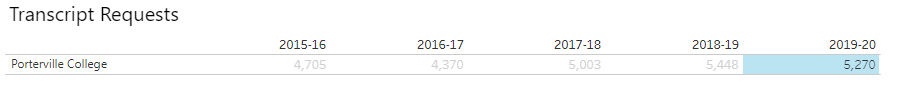 Transcript Requests
2015-16 2016-17 2017-18 2018-19 2019-20
Porterville College 4,705 4,370 5,003 5,448 5,270